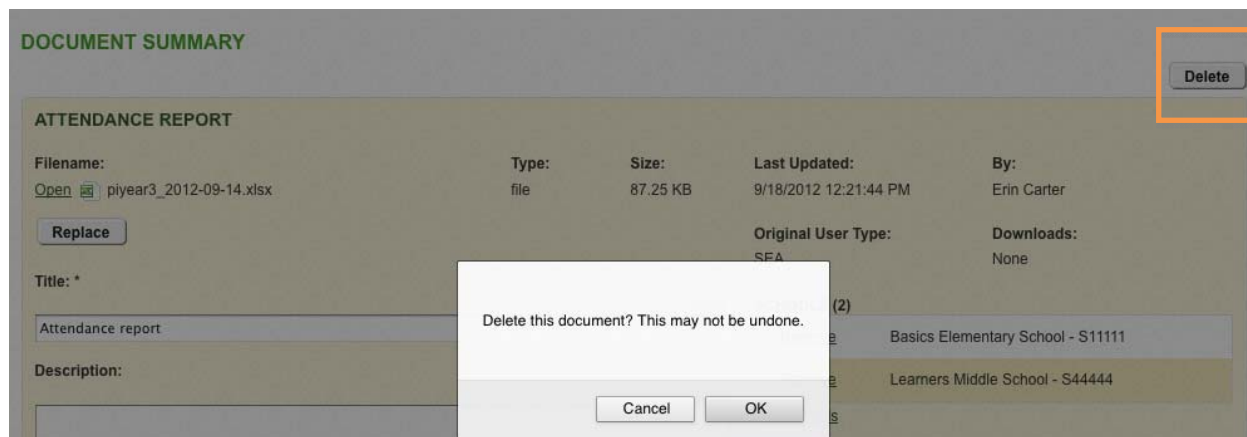 DOCUMENT SUMMARY
Delete
ATTENDANCE REPORT
Filename: Type: Size: Last Updated: By:
Open piyear3_2012-09-14.xlsx file 87.25 KB 9/18/2012 12:21:44 PM Erin Carter
Replace
Original User Type: Downloads:
SEA None
Title: *
(2)
Attendance report
Delete this document? This may not be undone.
Basics Elementary School - S11111
Description:
Learners Middle School - S44444
Cancel OK